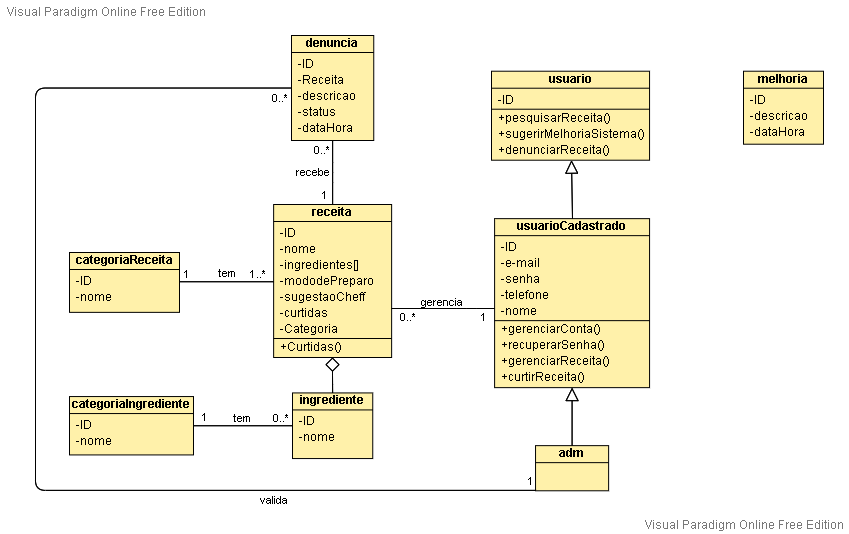 Visual Paradigm Online Free Edition
denuncia
-ID
-Receita
-descricao
-status
-dataHora
0..*
0..*
recebe
1
usuario
-ID
+pesquisarReceita()
+sugerirMelhoriaSistema()
+denunciarReceita()
melhoria
-ID
-descricao
-dataHora
receita
-ID
-nome
-ingredientes[]
-mododePreparo
-sugestaoCheff
-curtidas
-Categoria
+Curtidas()
categoriaReceita
-ID
-nome
1
tem
1..*
gerencia
0..*
1
usuarioCadastrado
-ID
-e-mail
-senha
-telefone
-nome
+gerenciarConta()
+recuperarSenha()
+gerenciarReceita()
+curtirReceita()
categoriaIngrediente
-ID
-nome
1
tem
0..*
ingrediente
-ID
-nome
adm
1
valida
Visual Paradigm Online Free Edition